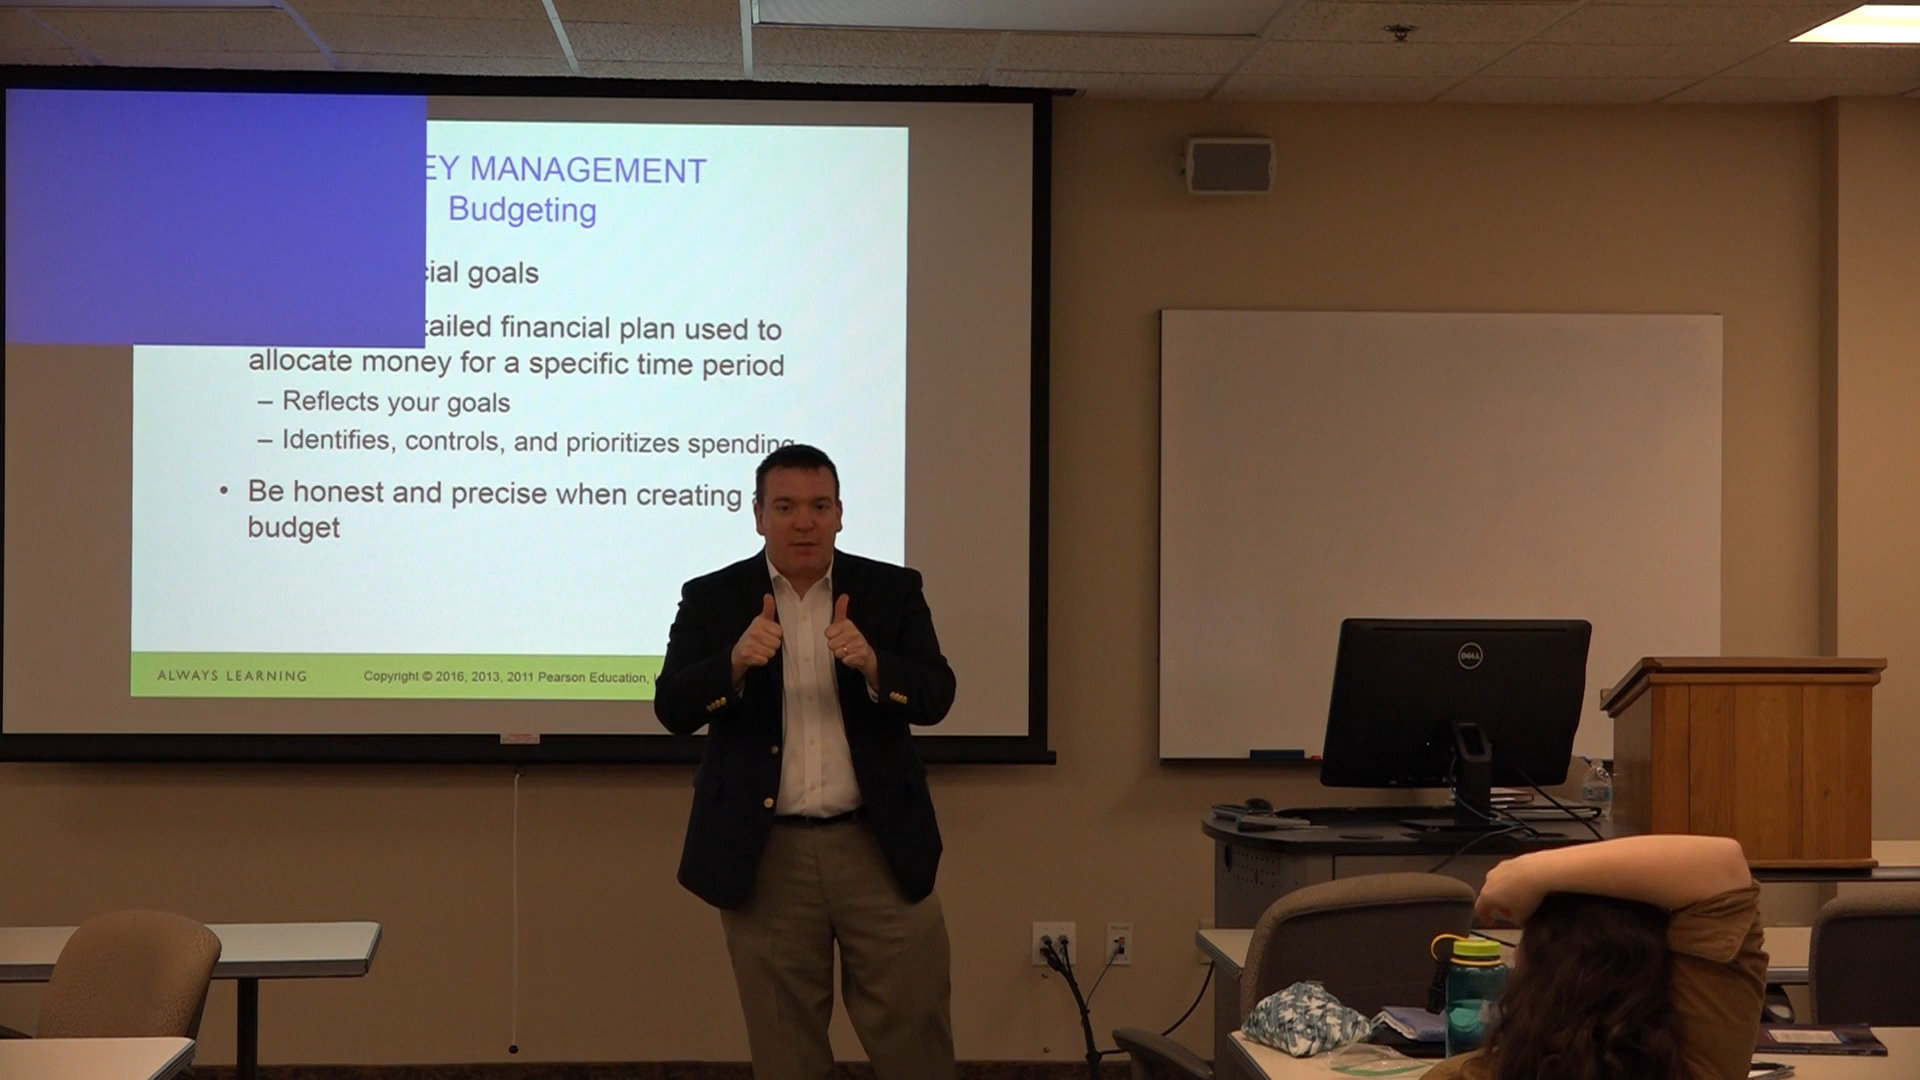 EY MANAGEMENT
Budgeting
cial goals
tailed financial plan used to
allocate money for a specific time period
– Reflects your goals
– Identifies, controls, and prioritizes spending
• Be honest and precise when creating
budget
ALWAYS LEARNING
Copyright © 2016, 2013, 2011 Pearson Education,
DELL